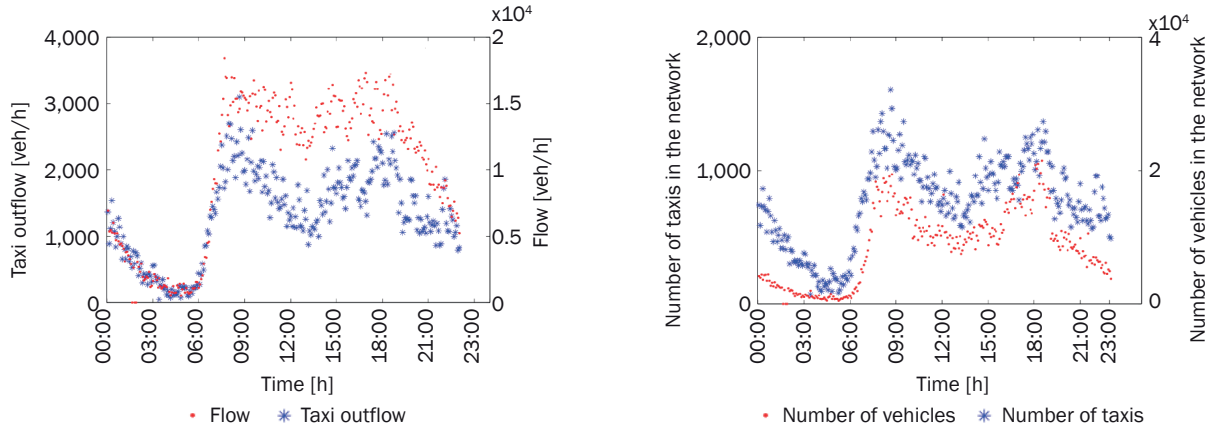 x10⁴
4,000
3,000
2,000
1,000
0
Taxi outflow [veh/h]
2
1.5
1
0.5
0
Flow [veh/h]
00:00
03:00
06:00
09:00
12:00
15:00
18:00
21:00
23:00
Time [h]
Flow
Taxi outflow
x10⁴
2,000
1,000
0
Number of taxis in the network
4
2
0
Number of vehicles in the network
00:00
03:00
06:00
09:00
12:00
15:00
18:00
21:00
23:00
Time [h]
Number of vehicles
Number of taxis